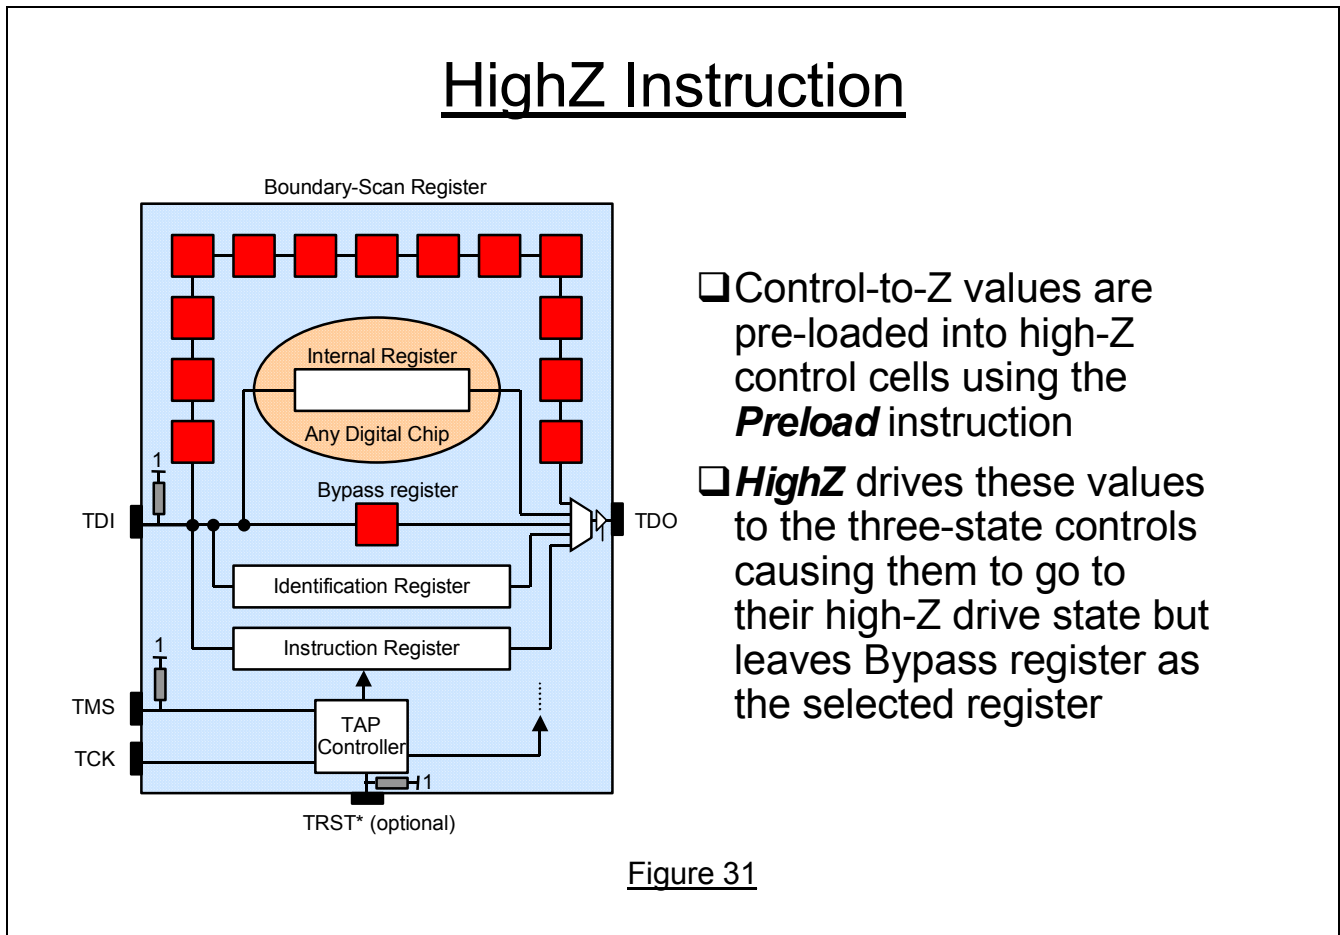 HighZ Instruction
Boundary-Scan Register
Internal Register
Any Digital Chip
1
Bypass register
TDI
TDO
Identification Register
1
Instruction Register
TMS
TAP
Controller
TCK
1
TRST* (optional)
❑Control-to-Z values are
pre-loaded into high-Z
control cells using the
Preload instruction
❑HighZ drives these values
to the three-state controls
causing them to go to
their high-Z drive state but
leaves Bypass register as
the selected register
Figure 31